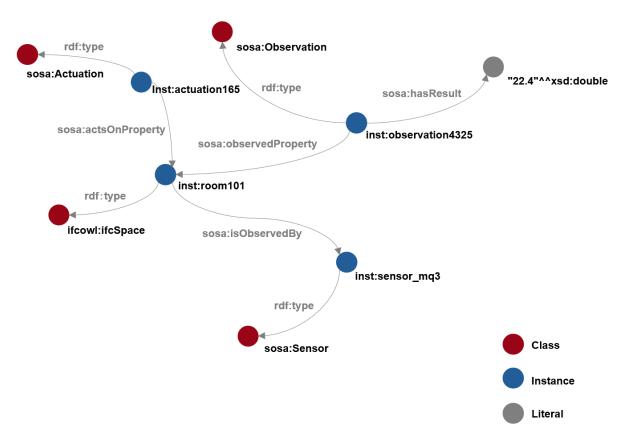 rdf:type
sosa:Observation
sosa:Actuation
inst:actuation165
rdf:type
sosa:hasResult
"22.4"^^xsd:double
sosa:actsOnProperty
sosa:observedProperty
inst:observation4325
inst:room101
rdf:type
ifcowl:ifcSpace
sosa:isObservedBy
inst:sensor_mq3
rdf:type
sosa:Sensor
Class
Instance
Literal